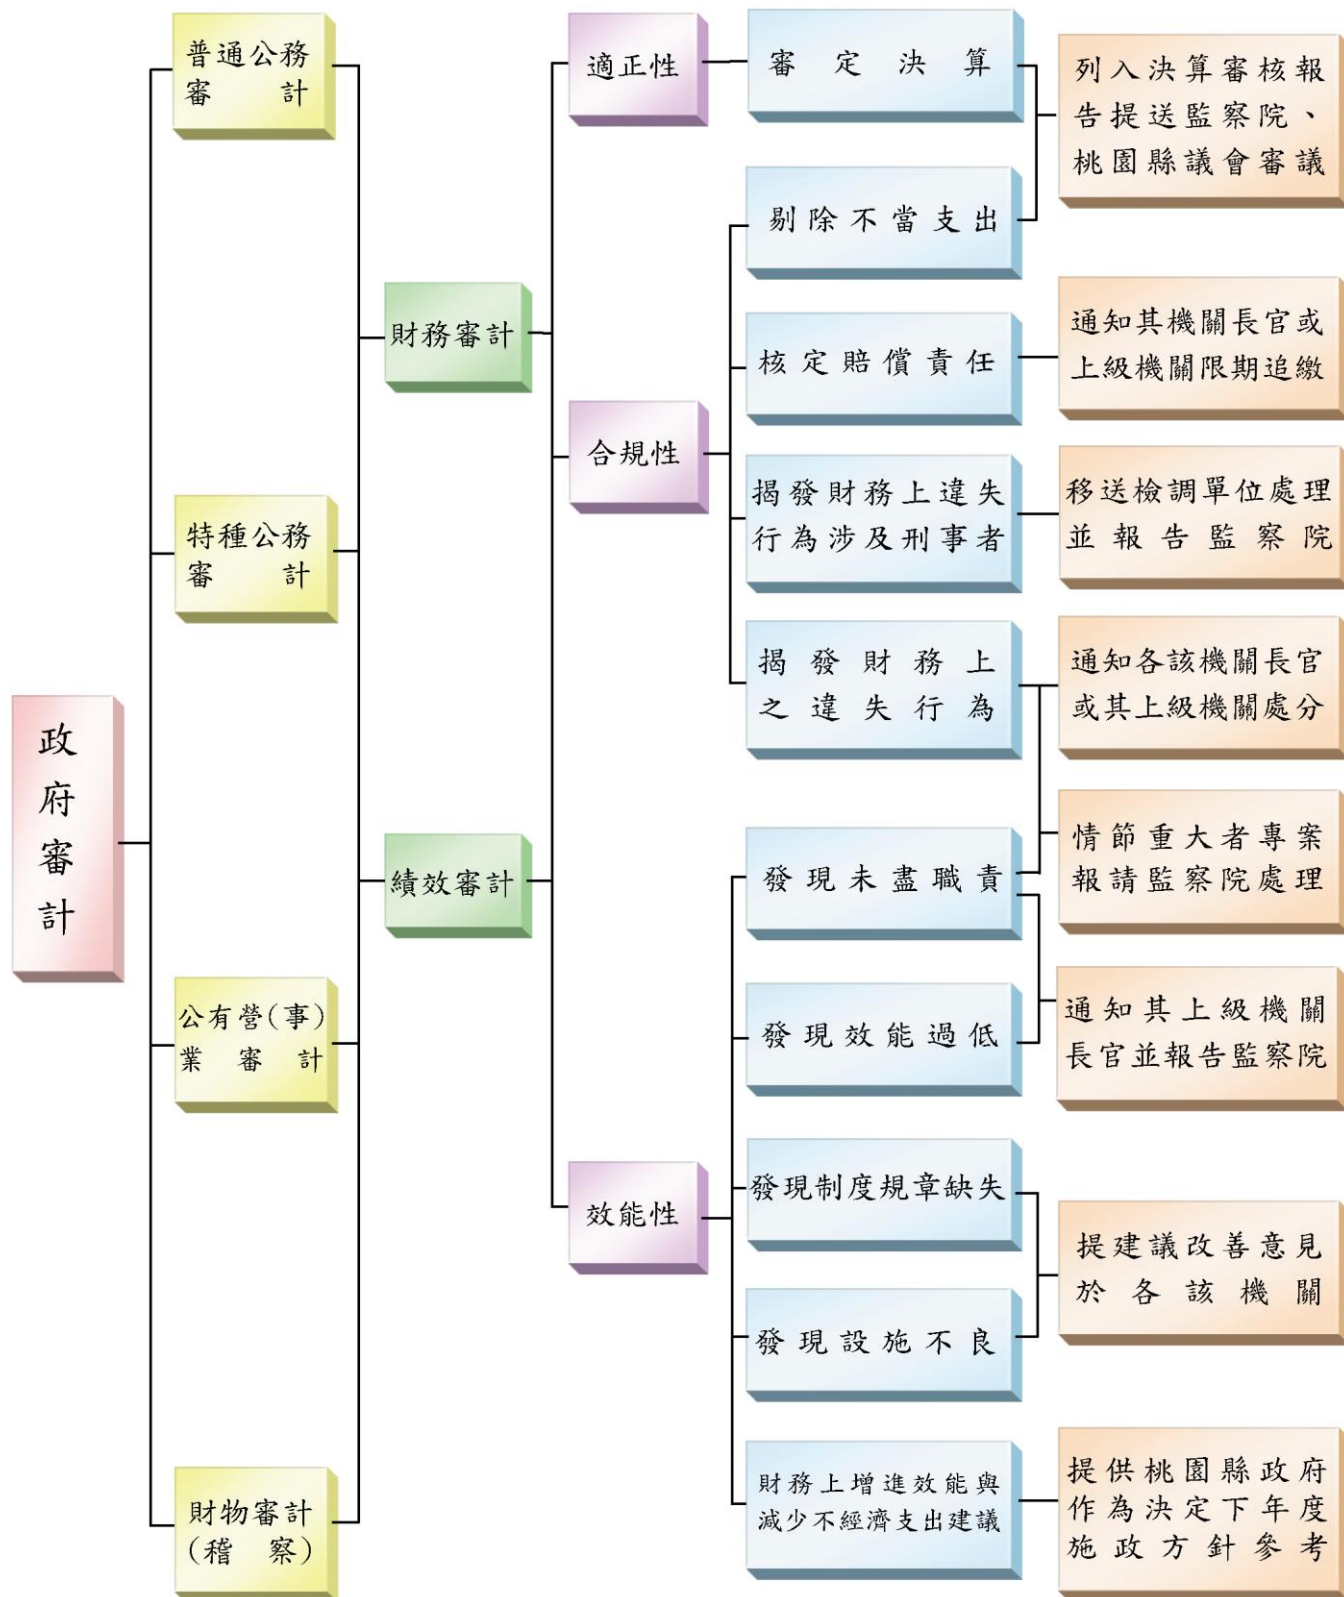 政
府
審
計
普通公務
審計
特種公務
審計
公有營(事)
業審計
財物審計
(稽察)
財務審計
績效審計
適正性
合規性
效能性
審定決算
剔除不當支出
核定賠償責任
揭發財務上違失
行為涉及刑事者
揭發財務上
之違失行為
發現未盡職責
發現效能過低
發現制度規章缺失
發現設施不良
財務上增進效能與
減少不經濟支出建議
列入決算審核報
告提送監察院、
桃園縣議會審議
通知其機關長官或
上級機關限期追繳
移送檢調單位處理
並報告監察院
通知各該機關長官
或其上級機關處分
情節重大者專案
報請監察院處理
通知其上級機關
長官並報告監察院
提建議改善意見
於各該機關
提供桃園縣政府
作為決定下年度
施政方針參考